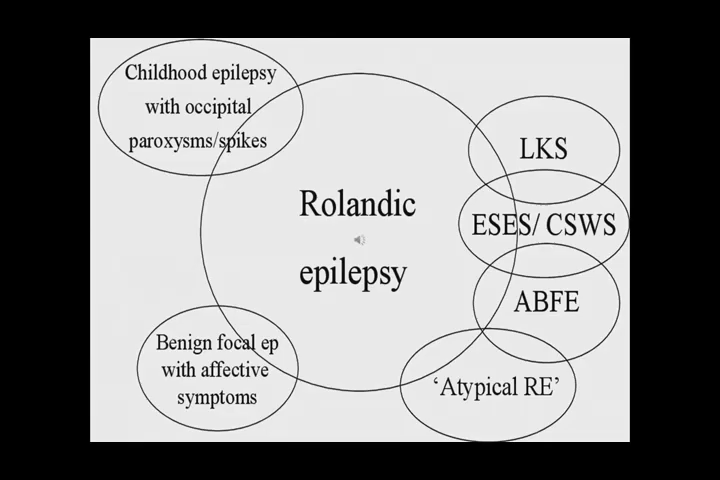 Childhood epilepsy
with occipital
paroxysms/spikes
LKS
Rolandic
epilepsy
ESES/ CSWS
ABFE
Benign focal ep
with affective
symptoms
‘Atypical RE’